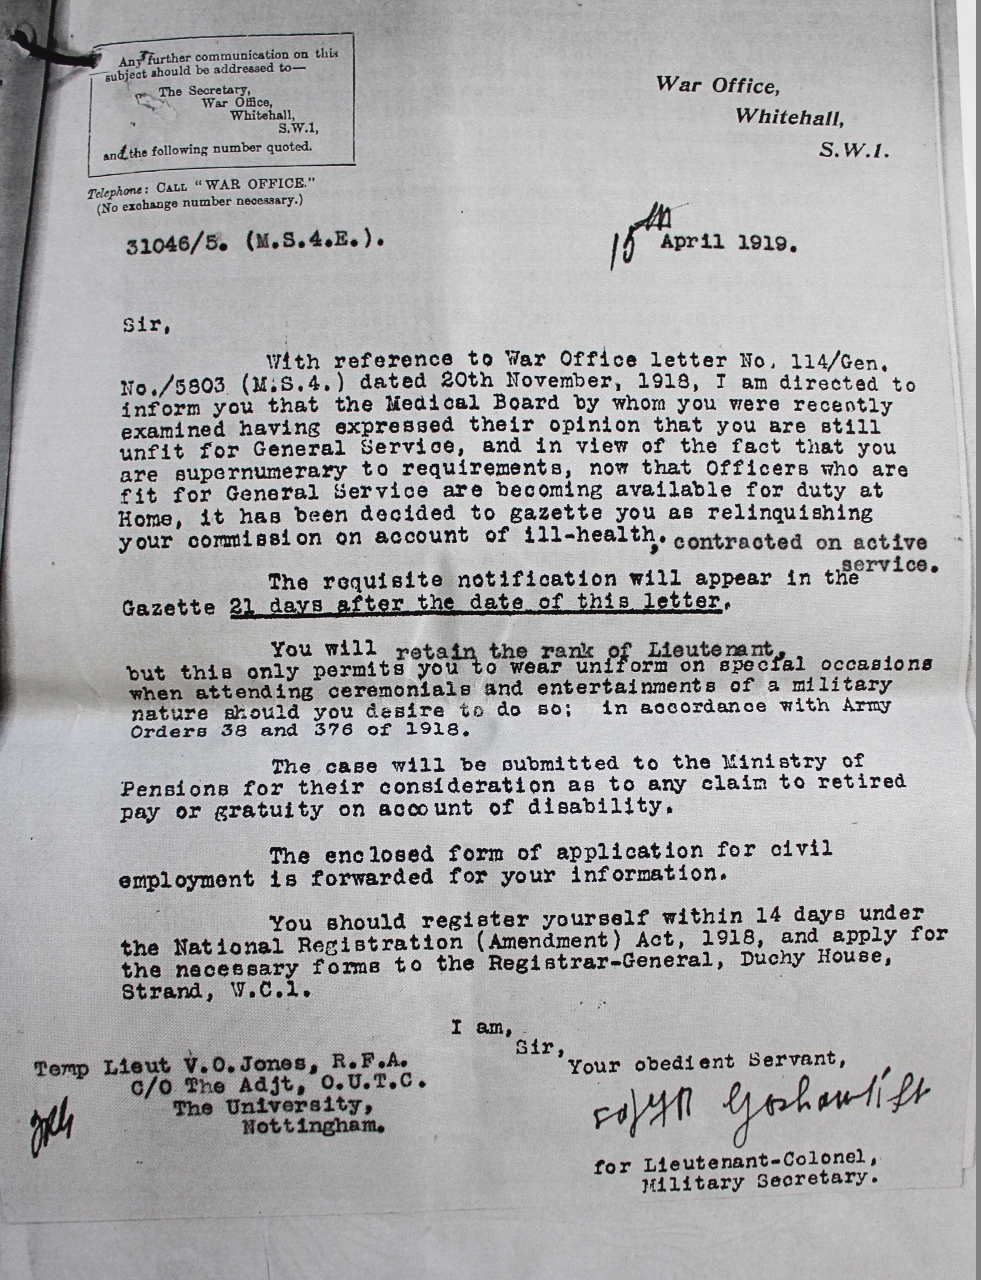 Any further communication on this
subject should be addressed to—
The Secretary,
War Office,
Whitehall,
S.W.1,
and the following number quoted.
Telephone: CALL "WAR OFFICE."
(No exchange number necessary.)
War Office,
Whitehall,
S.W.1.
31046/5. (M.S.4.E.).
15th April 1919.
Sir,
With reference to War Office letter No. 114/Gen.
No./5803 (M.S.4.) dated 20th November, 1918, I am directed to
inform you that the Medical Board by whom you were recently
examined having expressed their opinion that you are still
unfit for General Service, and in view of the fact that you
are supernumerary to requirements, now that Officers who are
fit for General Service are becoming available for duty at
Home, it has been decided to gazette you as relinquishing
your commission on account of ill-health, contracted on active
service.
The requisite notification will appear in the
Gazette 21 days after the date of this letter.
You will retain the rank of Lieutenant,
but this only permits you to wear uniform on special occasions
when attending ceremonials and entertainments of a military
nature should you desire to do so; in accordance with Army
Orders 38 and 376 of 1918.
The case will be submitted to the Ministry of
Pensions for their consideration as to any claim to retired
pay or gratuity on account of disability.
The enclosed form of application for civil
employment is forwarded for your information.
You should register yourself within 14 days under
the National Registration (Amendment) Act, 1918, and apply for
the necessary forms to the Registrar-General, Duchy House,
Strand, W.C.1.
I am,
Sir,
Your obedient Servant,
Temp Lieut V.O.Jones, R.F.A.
C/O The Adjt, O.U.T.C.
The University,
Nottingham.
for Lieutenant-Colonel,
Military Secretary.